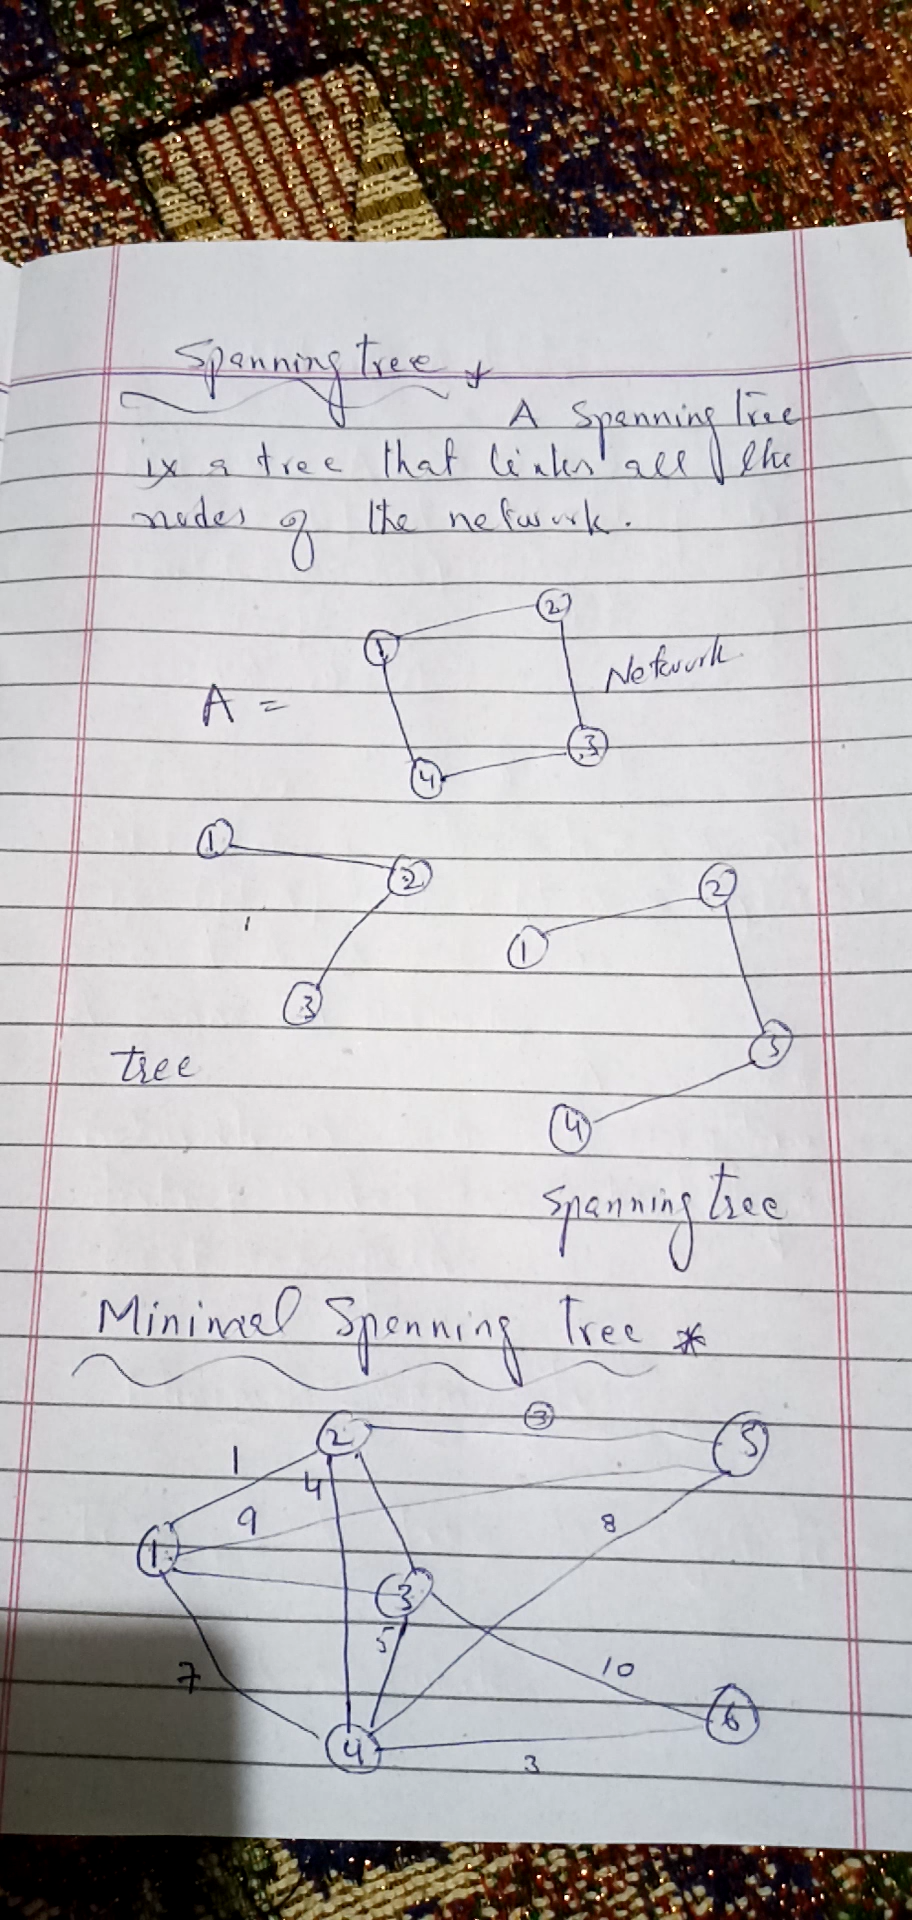 Spanning tree *
A Spanning tree
is a tree that links all the
nodes of the network.
2
1
Network
A =
3
4
1
2
2
1
3
3
tree
4
Spanning tree
Minimal Spanning Tree *
3
2
5
1
4
9
8
1
3
5
7
10
6
4
3